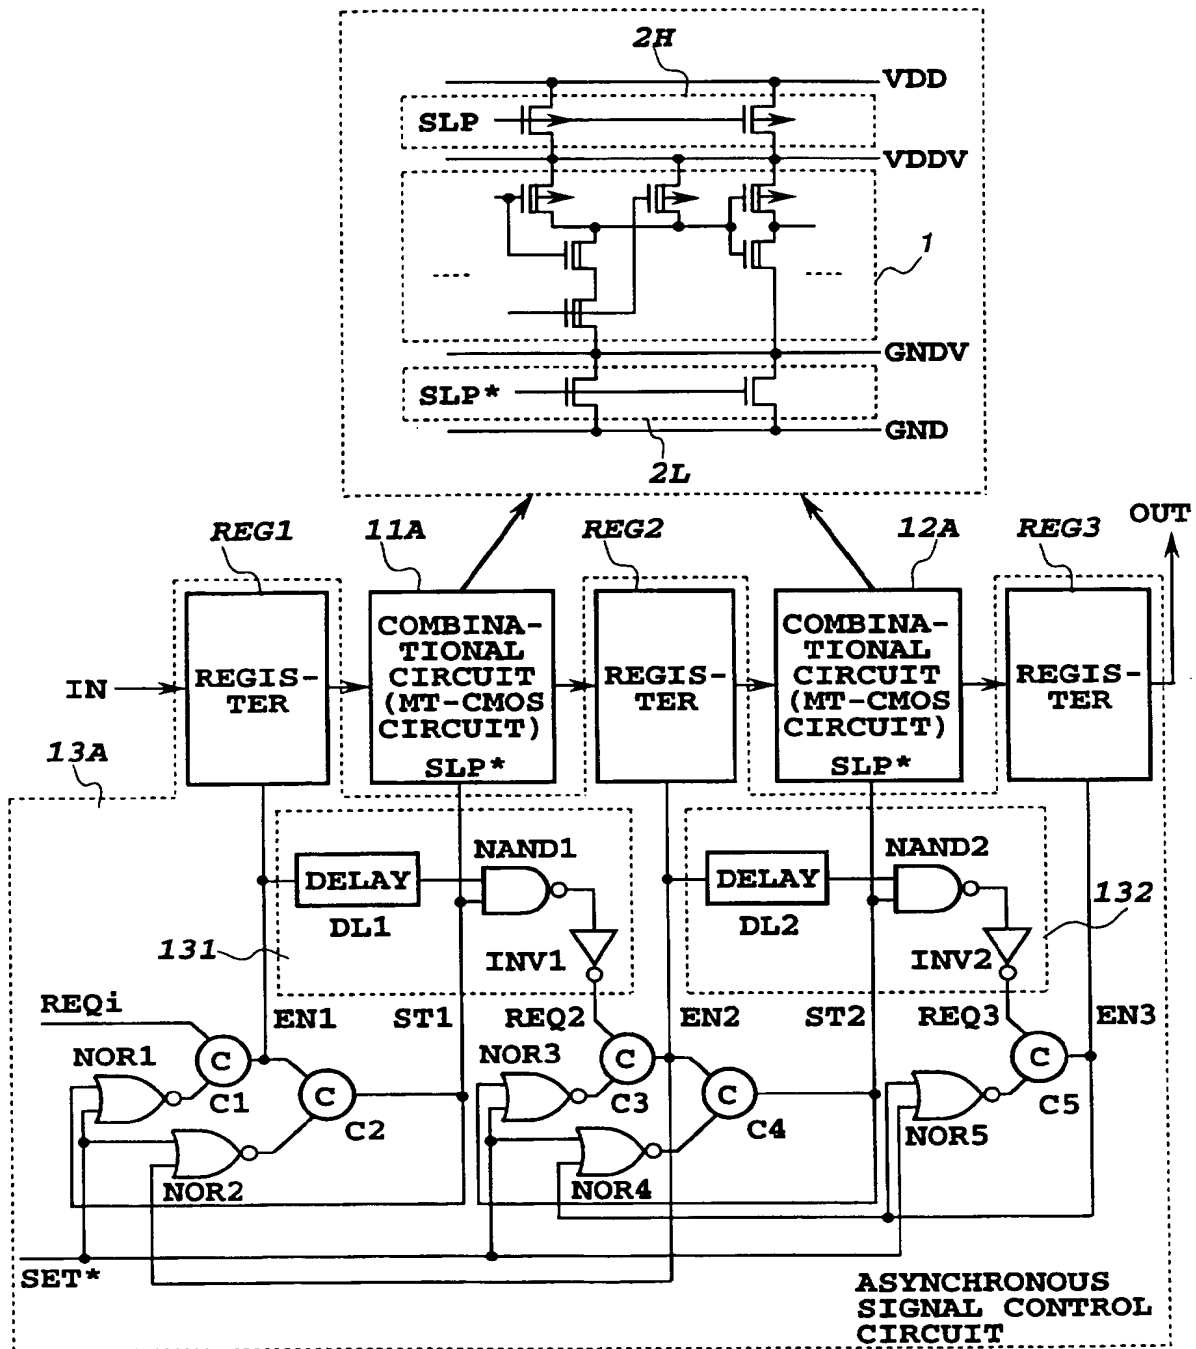 2H
VDD
SLP
VDDV
1
GNDV
SLP*
GND
2L
REG1
11A
REG2
12A
REG3
OUT
IN
REGIS-
TER
COMBINA-
TIONAL
CIRCUIT
(MT-CMOS
CIRCUIT)
SLP*
REGIS-
TER
COMBINA-
TIONAL
CIRCUIT
(MT-CMOS
CIRCUIT)
SLP*
REGIS-
TER
13A
DELAY
DL1
NAND1
INV1
131
DELAY
DL2
NAND2
INV2
132
REQi
EN1
ST1
REQ2
EN2
ST2
REQ3
EN3
NOR1
C
C1
C
C2
NOR2
NOR3
C
C3
C
C4
NOR4
C
C5
NOR5
SET*
ASYNCHRONOUS
SIGNAL CONTROL
CIRCUIT